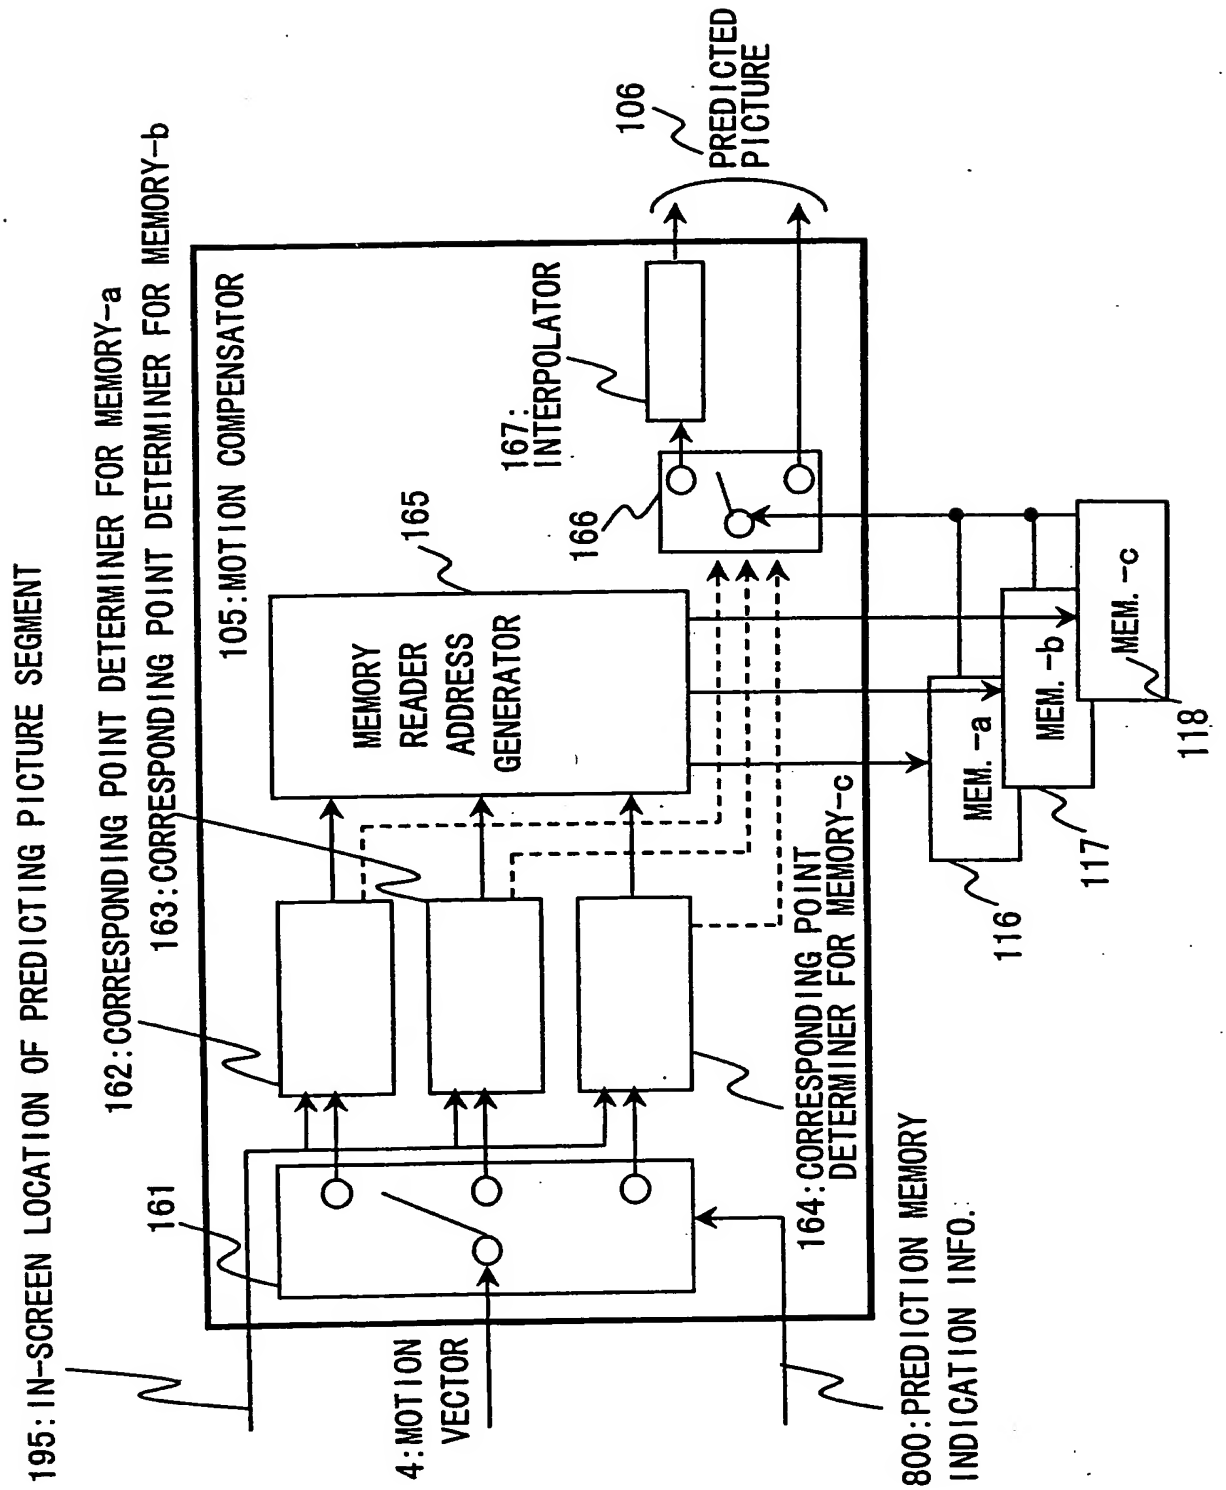 195:IN-SCREEN LOCATION OF PREDICTING PICTURE SEGMENT
162:CORRESPONDING POINT DETERMINER FOR MEMORY-a
163:CORRESPONDING POINT DETERMINER FOR MEMORY-b
161
105:MOTION COMPENSATOR
165
MEMORY
READER
ADDRESS
GENERATOR
167:
INTERPOLATOR
166
106
PREDICTED
PICTURE
4:MOTION
VECTOR
164:CORRESPONDING POINT
DETERMINER FOR MEMORY-c
800:PREDICTION MEMORY
INDICATION INFO.
MEM.-a
MEM.-b
MEM.-c
116
117
118